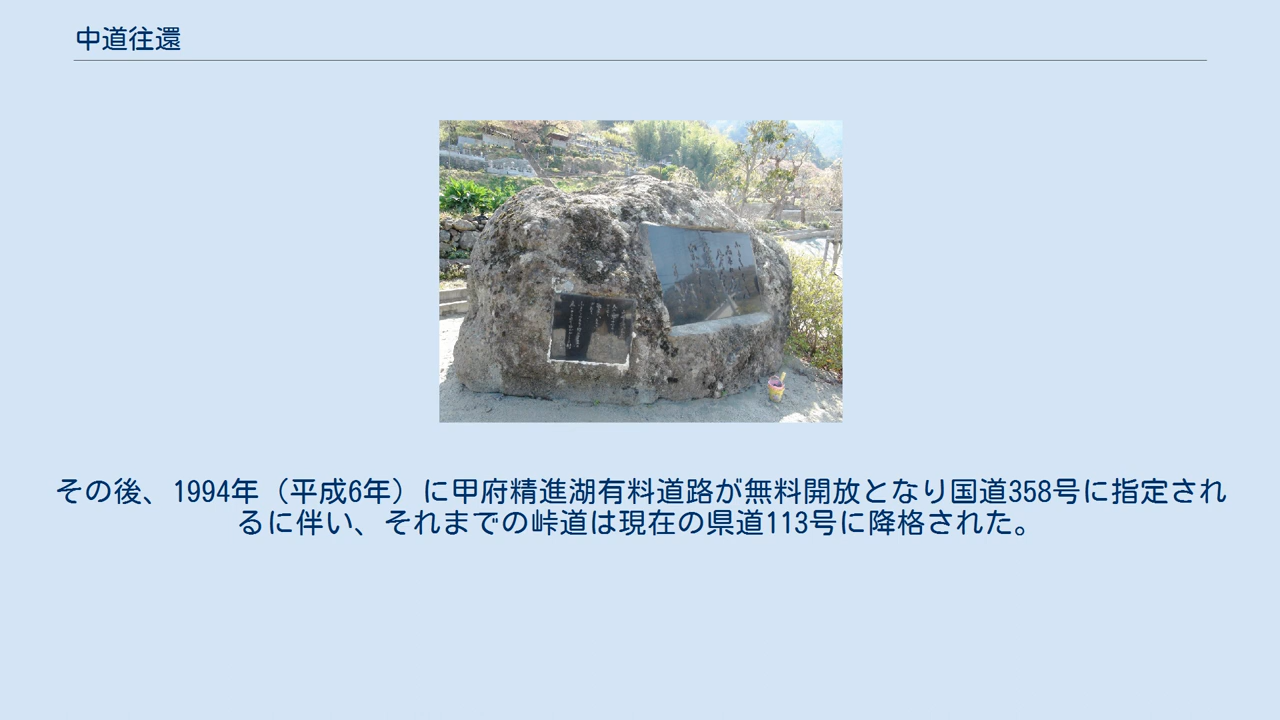 中道往還
その後、1994年（平成6年）に甲府精進湖有料道路が無料開放となり国道358号に指定され
るに伴い、それまでの峠道は現在の県道113号に降格された。